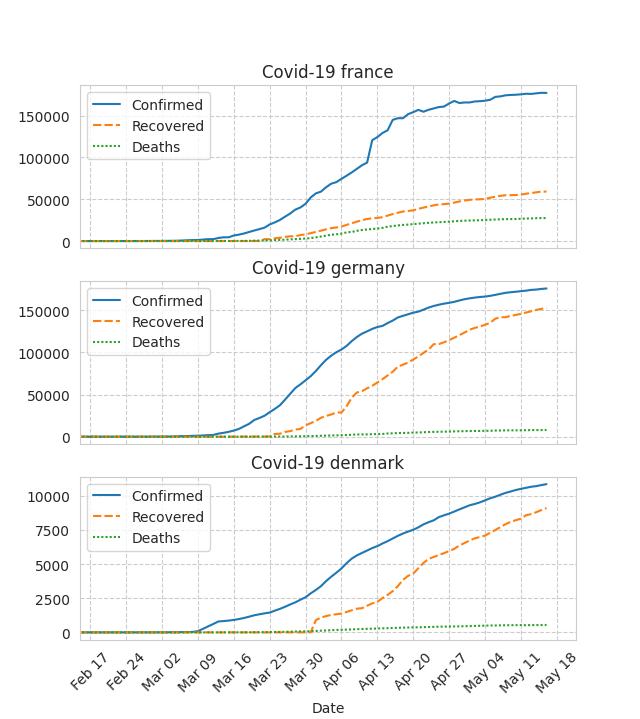 Covid-19 france
Confirmed
Recovered
Deaths
150000
100000
50000
0
Covid-19 germany
Confirmed
Recovered
Deaths
150000
100000
50000
0
Covid-19 denmark
Confirmed
Recovered
Deaths
10000
7500
5000
2500
0
Feb 17 Feb 24 Mar 02 Mar 09 Mar 16 Mar 23 Mar 30 Apr 06 Apr 13 Apr 20 Apr 27 May 04 May 11 May 18
Date